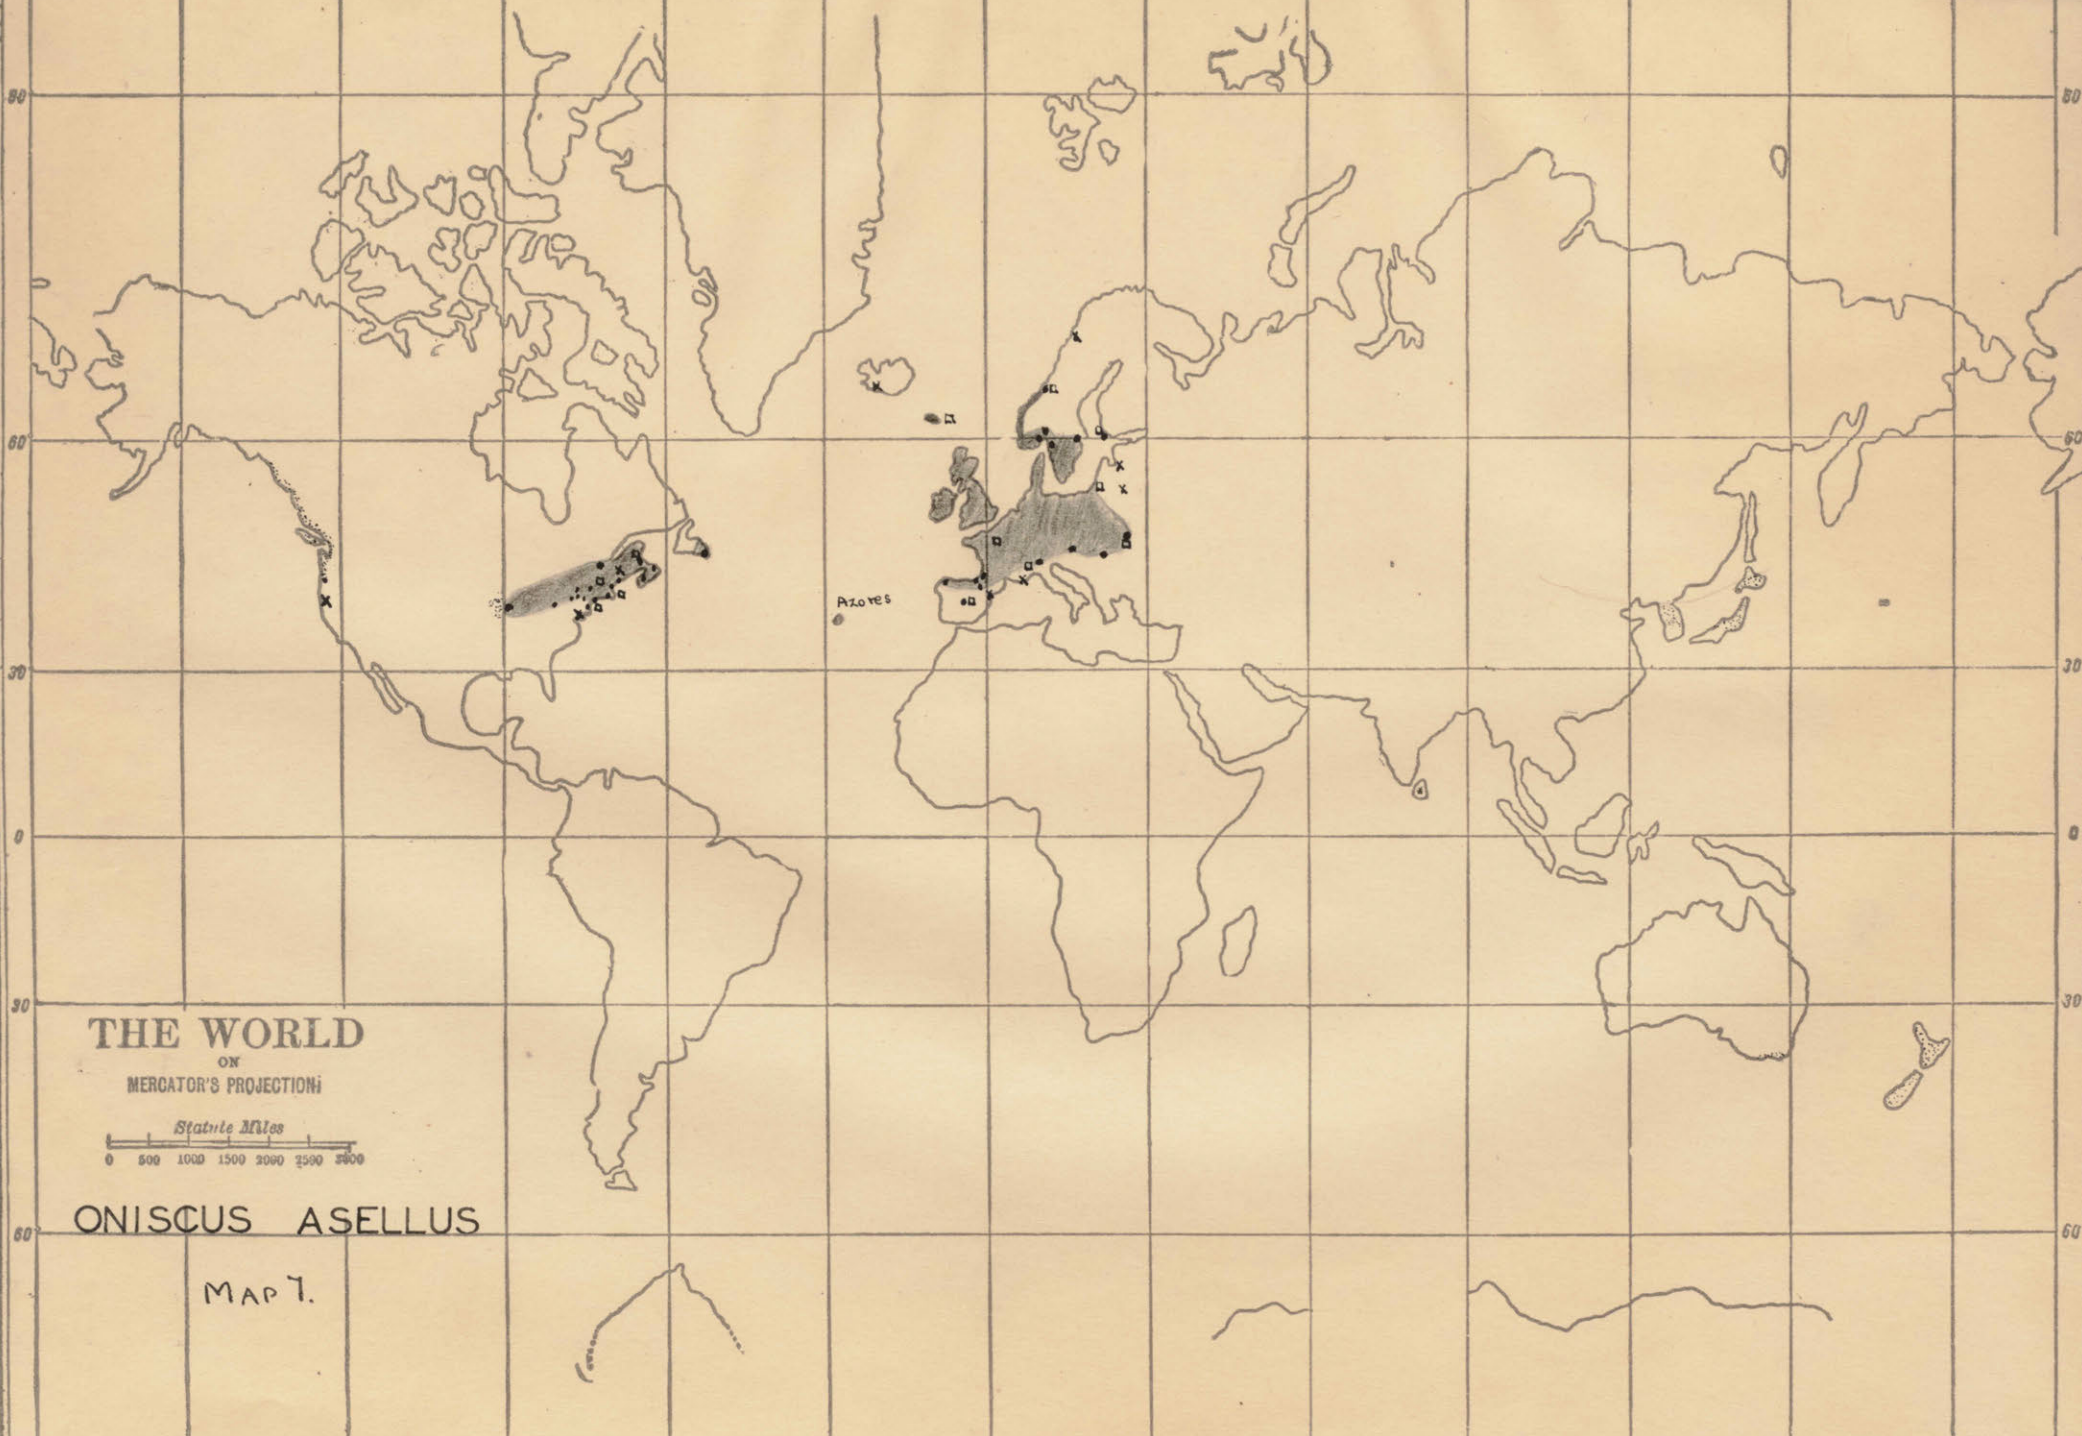 80 80
60 60
Azores
30 30
0 0
30 30
THE WORLD
ON
MERCATOR'S PROJECTION
Statute Miles
0 500 1000 1500 2000 2500 3000
ONISCUS ASELLUS
60 60
MAP 7.